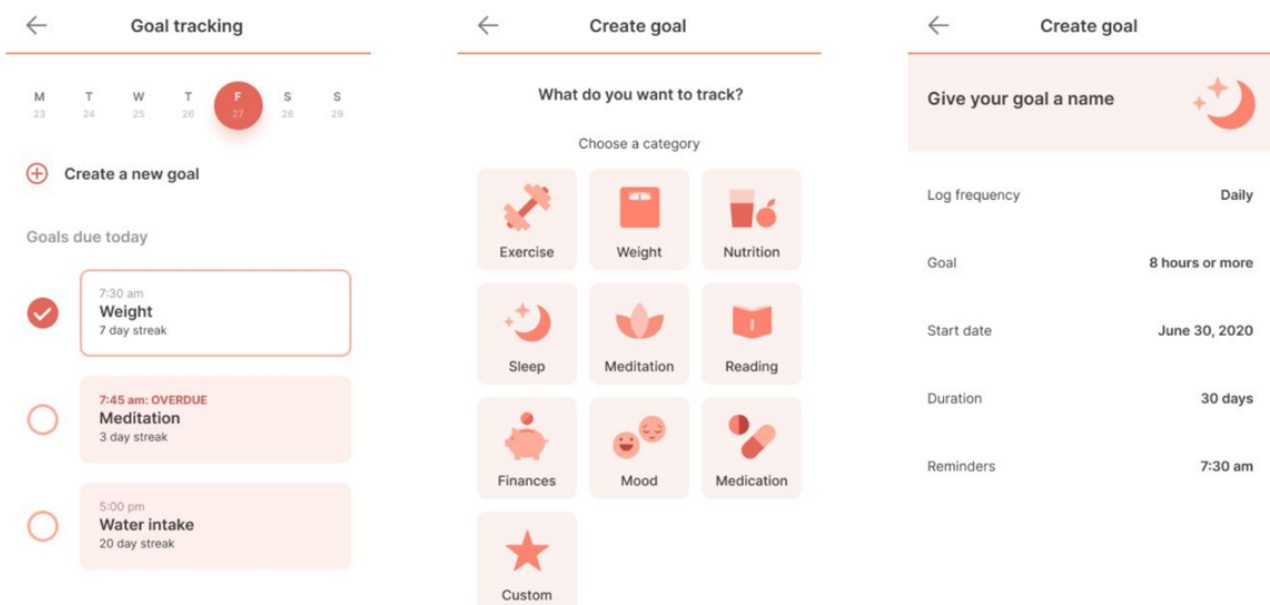 Goal tracking
M T W T F S S
23 24 25 26 27 28 29
Create a new goal
Goals due today
7:30 am
Weight
7 day streak
7:45 am: OVERDUE
Meditation
3 day streak
5:00 pm
Water intake
20 day streak
Create goal
What do you want to track?
Choose a category
Exercise Weight Nutrition
Sleep Meditation Reading
Finances Mood Medication
Custom
Create goal
Give your goal a name
Log frequency Daily
Goal 8 hours or more
Start date June 30, 2020
Duration 30 days
Reminders 7:30 am